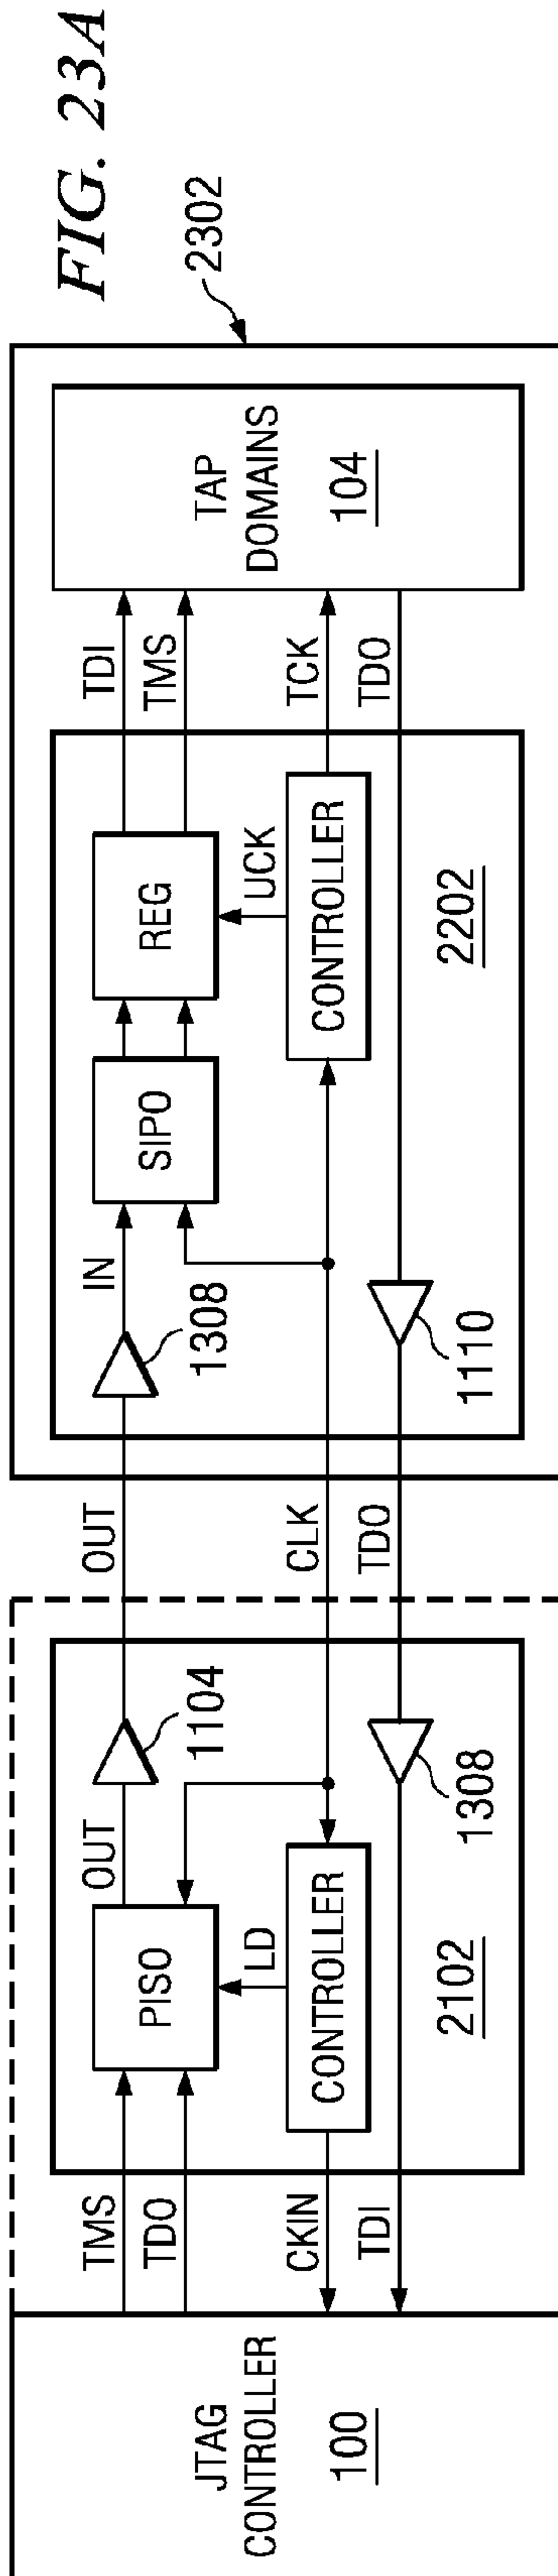 FIG. 23A
2302
JTAG
CONTROLLER
100
TMS
TDO
CKIN
TDI
PISO
LD
CONTROLLER
2102
OUT
1104
1308
OUT
CLK
TDO
1308
IN
SIPO
REG
UCK
CONTROLLER
2202
1110
TDI
TMS
TCK
TDO
TAP
DOMAINS
104